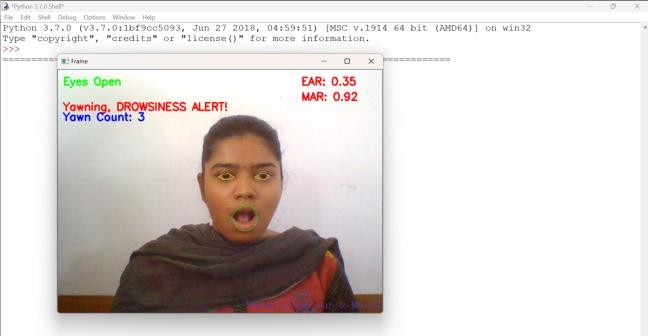 *Python 3.7.0 Shell*
File Edit Shell Debug Options Window Help
Python 3.7.0 (v3.7.0:1bf9cc5093, Jun 27 2018, 04:59:51) [MSC v.1914 64 bit (AMD64)] on win32
Type "copyright", "credits" or "license()" for more information.
>>>
Frame
Eyes Open
EAR: 0.35
MAR: 0.92
Yawning, DROWSINESS ALERT!
Yawn Count: 3